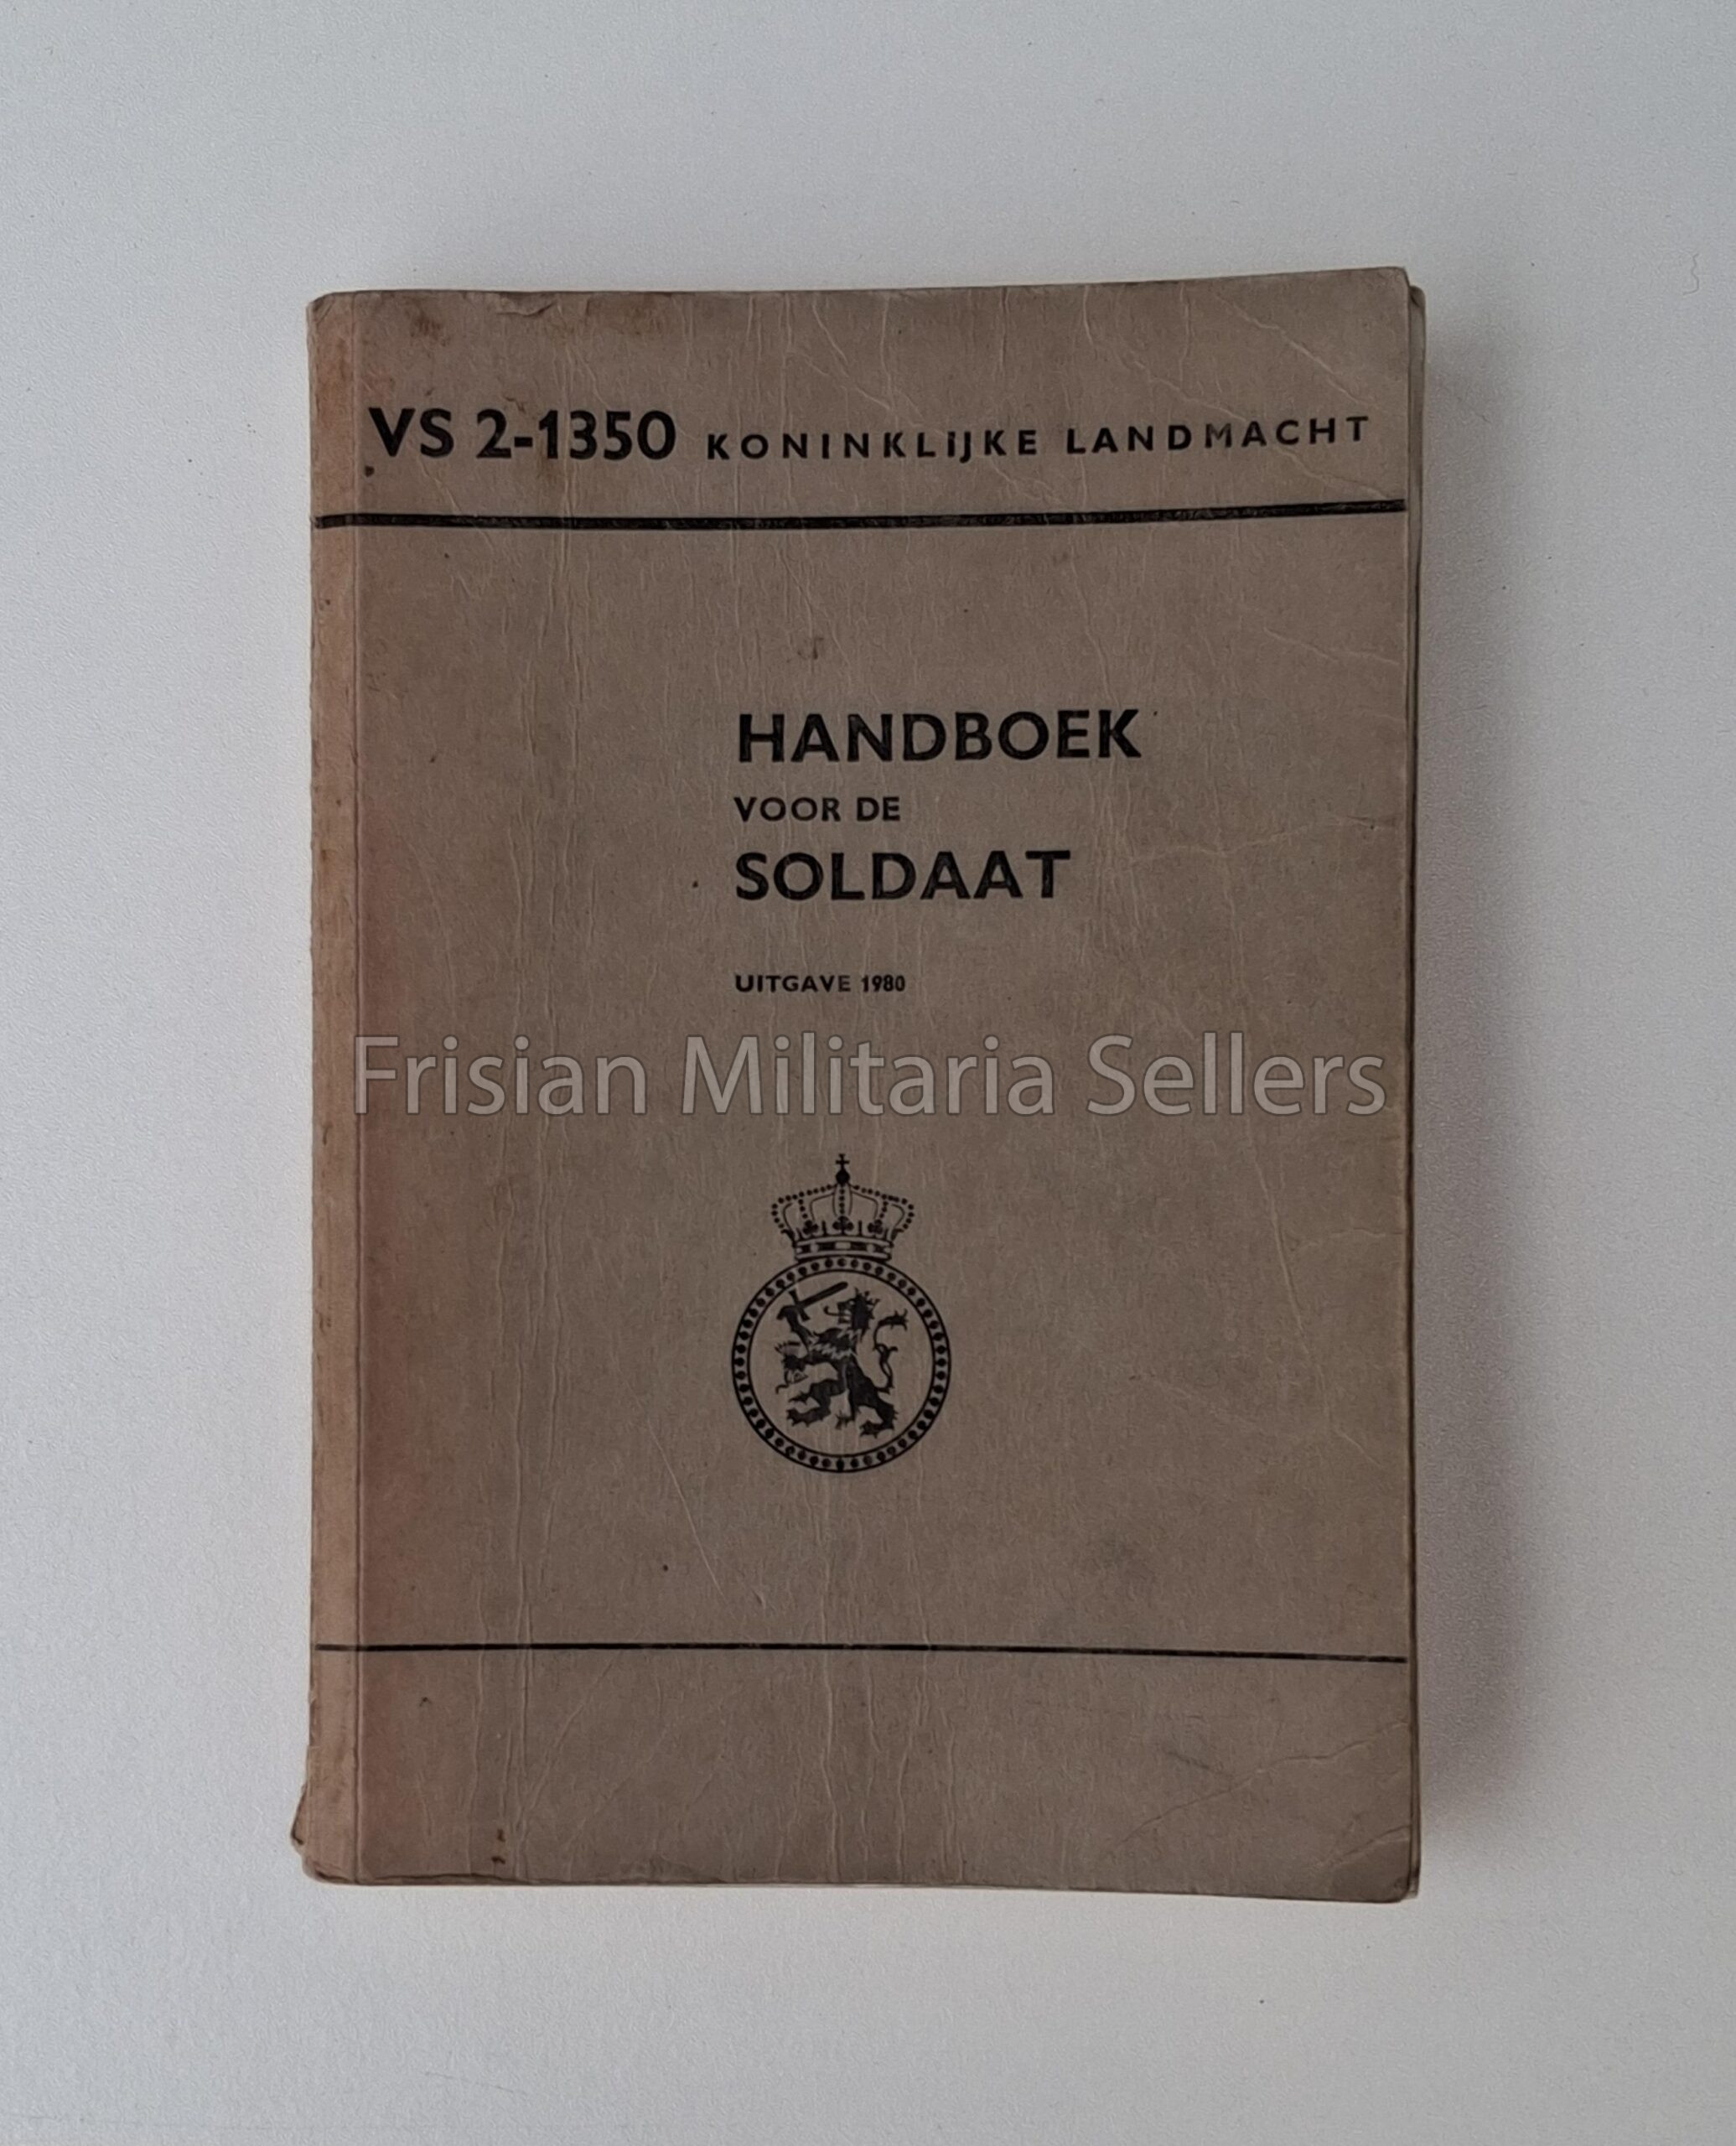 VS 2-1350 KONINKLIJKE LANDMACHT
HANDBOEK
VOOR DE
SOLDAAT
UITGAVE 1980
Frisian Militaria Sellers